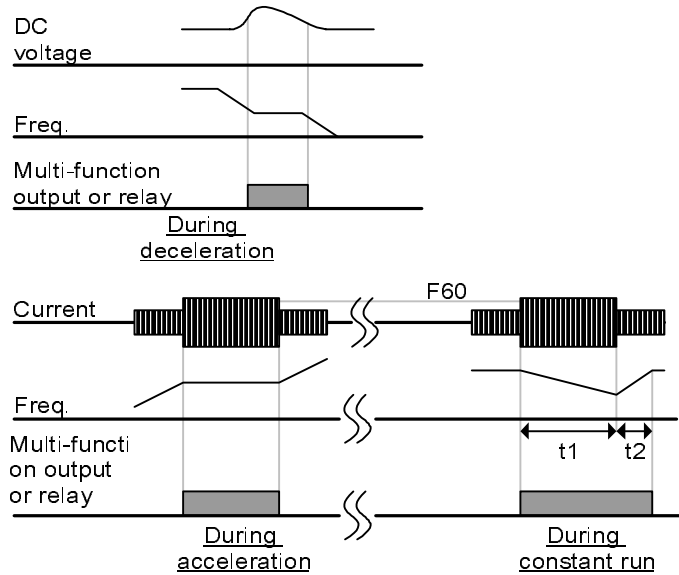 DC
voltage
Freq.
Multi-function
output or relay
During
deceleration
F60
Current
Freq.
t1
t2
Multi-functi
on output
or relay
During
acceleration
During
constant run